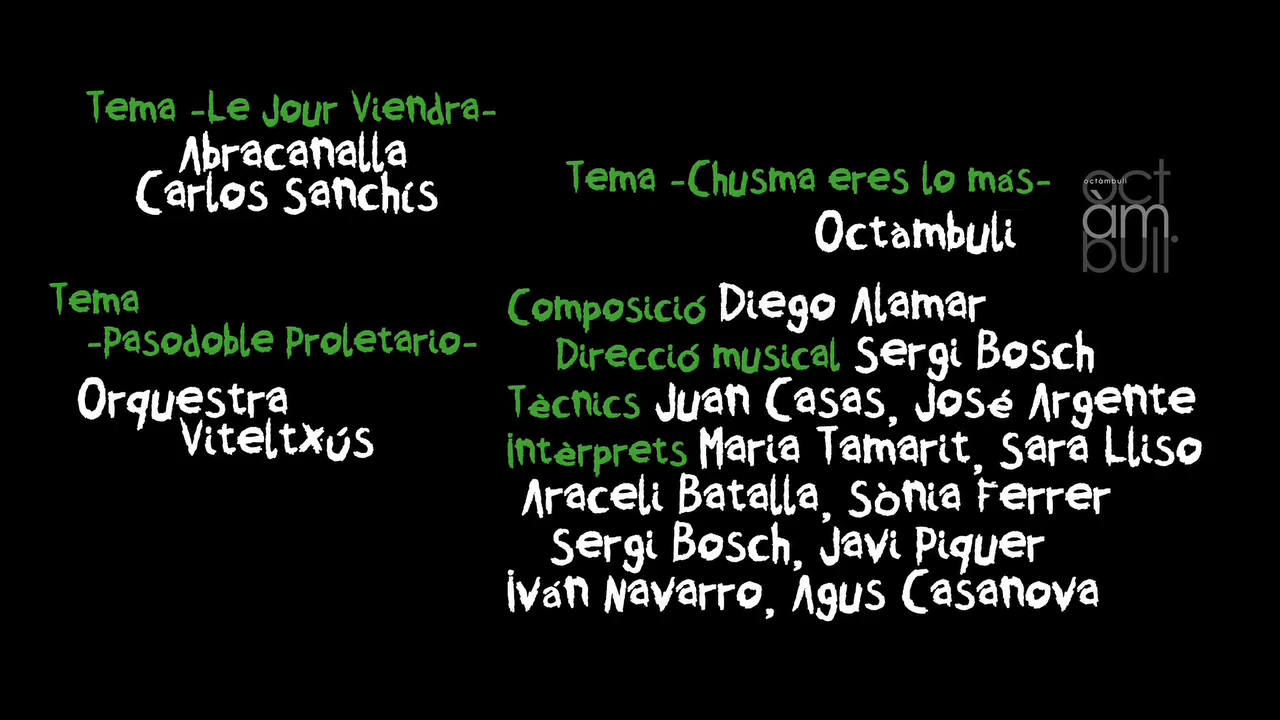 Tema -Le Jour Viendra-
Abracanalla
Carlos Sanchís
Tema
-Pasodoble Proletario-
Orquestra
Viteltxús
Tema -Chusma eres lo más-
Octàmbuli
octàmbuli
oct
àm
buli
Composició Diego Alamar
Direcció musical Sergi Bosch
Tècnics Juan Casas, José Argente
Intèrprets Maria Tamarit, Sara Lliso
Araceli Batalla, Sònia Ferrer
Sergi Bosch, Javi Piquer
Iván Navarro, Agus Casanova